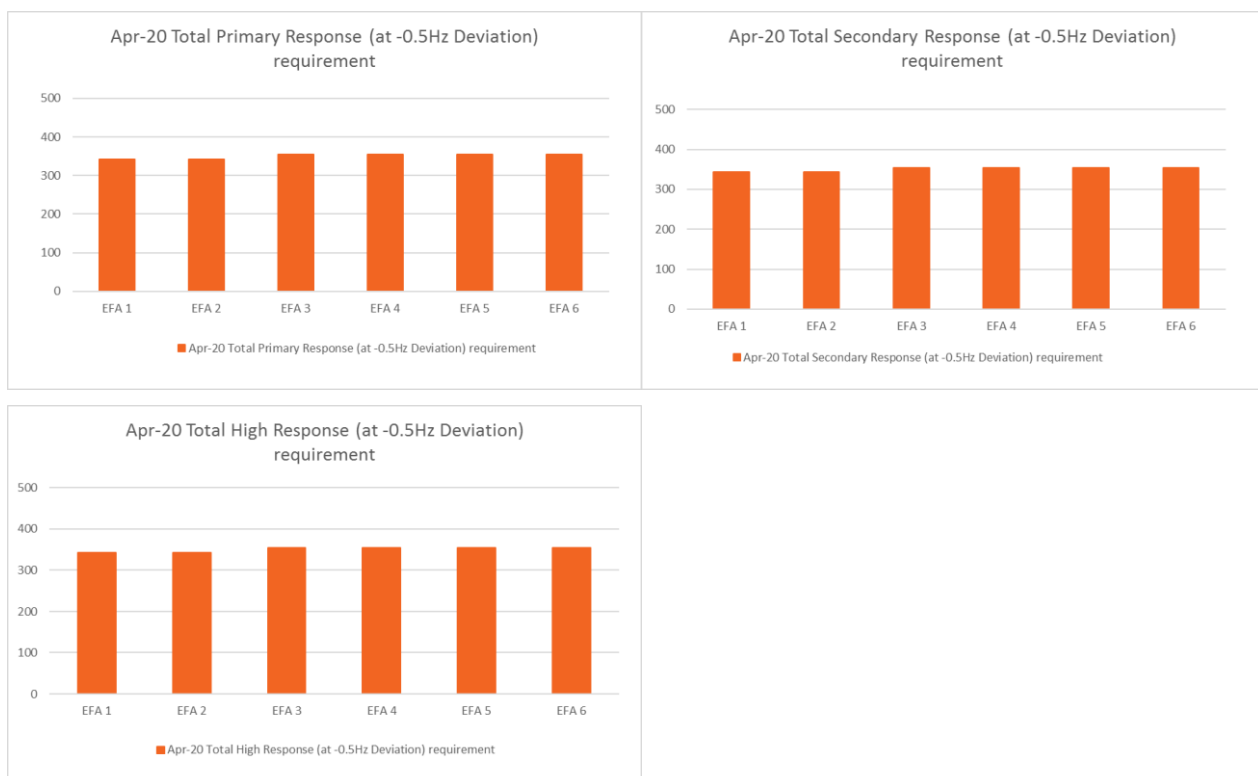 Apr-20 Total Primary Response (at -0.5Hz Deviation)
requirement
500
400
300
200
100
0
EFA 1 EFA 2 EFA 3 EFA 4 EFA 5 EFA 6
Apr-20 Total Primary Response (at -0.5Hz Deviation) requirement
Apr-20 Total Secondary Response (at -0.5Hz Deviation)
requirement
500
400
300
200
100
0
EFA 1 EFA 2 EFA 3 EFA 4 EFA 5 EFA 6
Apr-20 Total Secondary Response (at -0.5Hz Deviation) requirement
Apr-20 Total High Response (at -0.5Hz Deviation)
requirement
500
400
300
200
100
0
EFA 1 EFA 2 EFA 3 EFA 4 EFA 5 EFA 6
Apr-20 Total High Response (at -0.5Hz Deviation) requirement